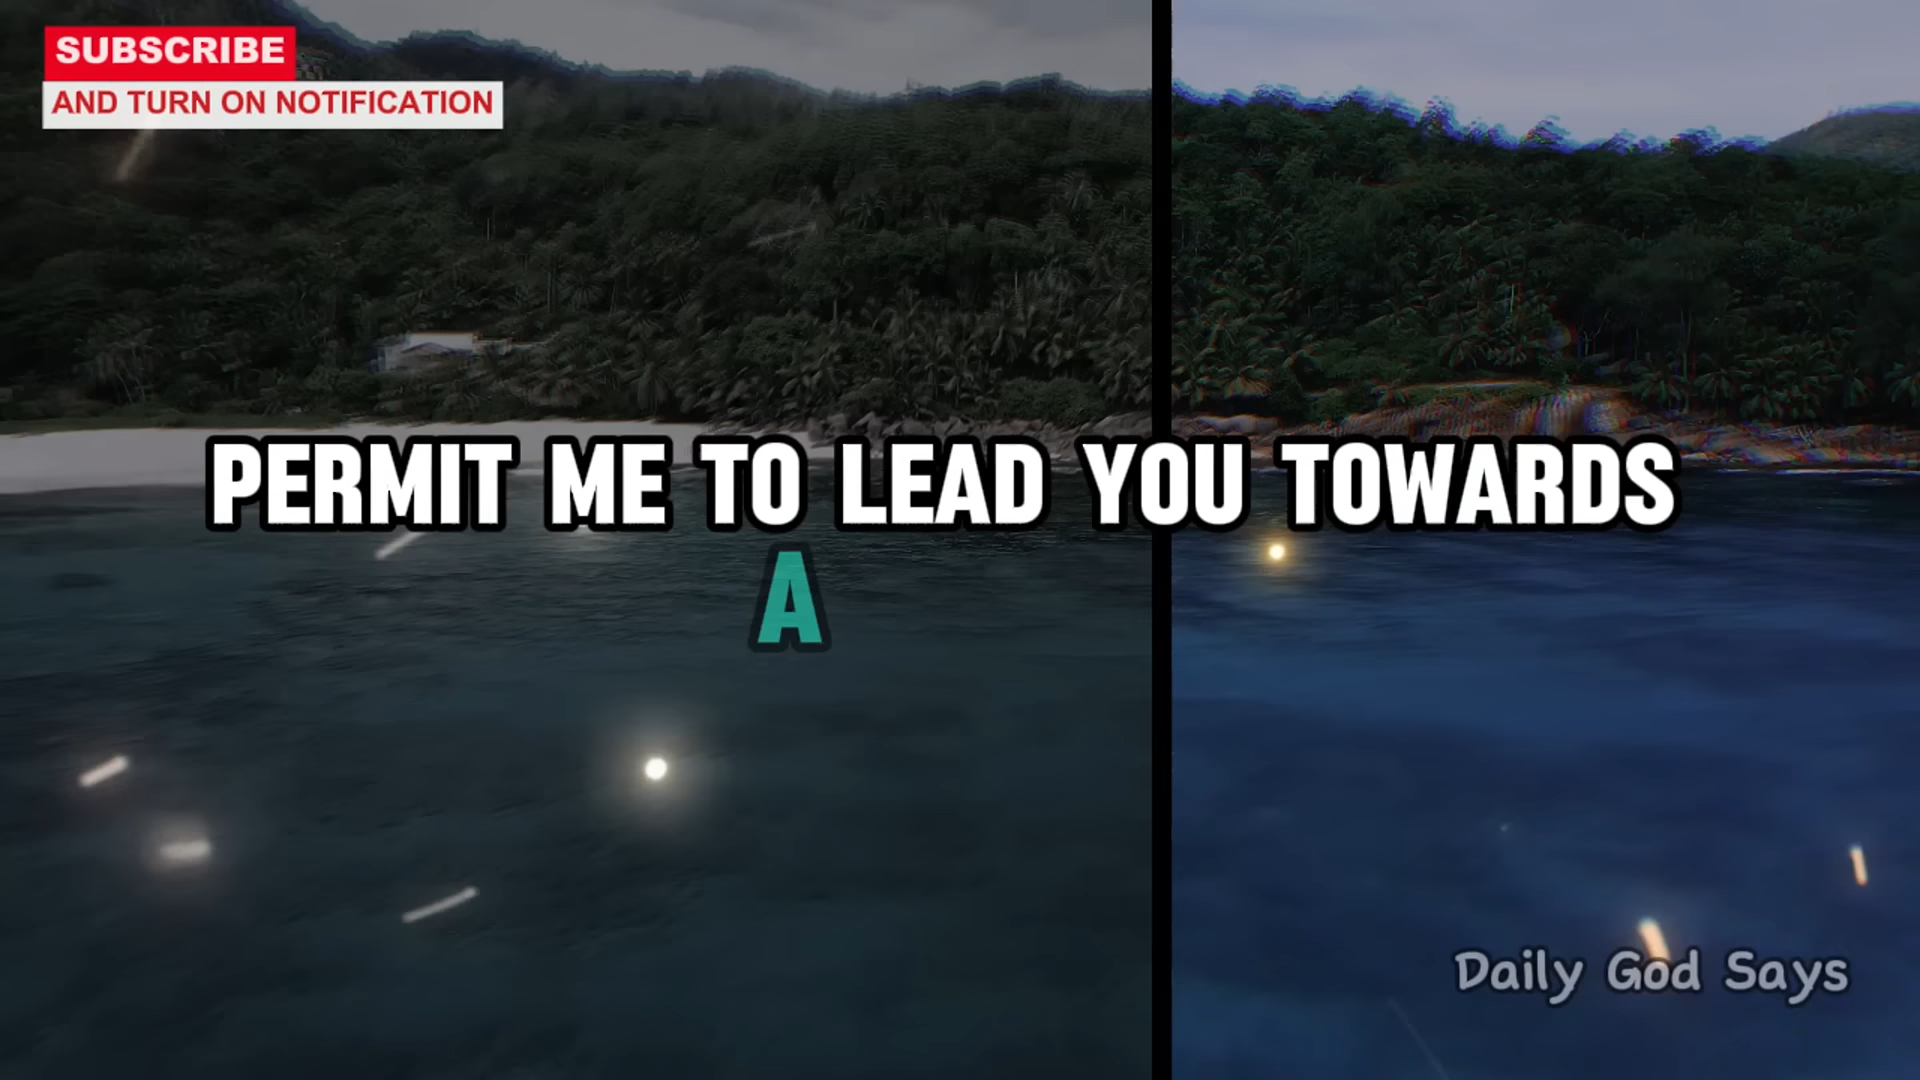 SUBSCRIBE
AND TURN ON NOTIFICATION
PERMIT ME TO LEAD YOU TOWARDS
A
Daily God Says